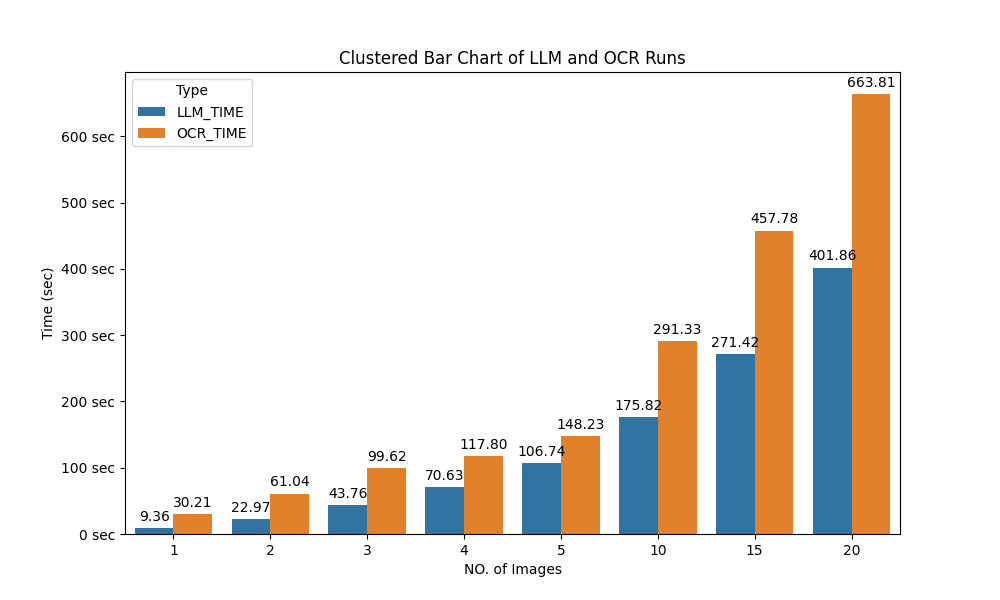 Clustered Bar Chart of LLM and OCR Runs
Type
LLM_TIME
OCR_TIME
Time (sec)
600 sec
500 sec
400 sec
300 sec
200 sec
100 sec
0 sec
9.36
30.21
22.97
61.04
43.76
99.62
70.63
117.80
106.74
148.23
175.82
291.33
271.42
457.78
401.86
663.81
1 2 3 4 5 10 15 20
NO. of Images